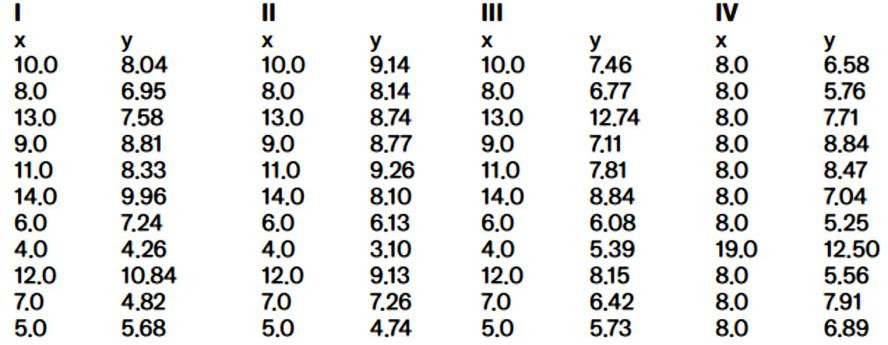 I II III IV
x y x y x y x y
10.0 8.04 10.0 9.14 10.0 7.46 8.0 6.58
8.0 6.95 8.0 8.14 8.0 6.77 8.0 5.76
13.0 7.58 13.0 8.74 13.0 12.74 8.0 7.71
9.0 8.81 9.0 8.77 9.0 7.11 8.0 8.84
11.0 8.33 11.0 9.26 11.0 7.81 8.0 8.47
14.0 9.96 14.0 8.10 14.0 8.84 8.0 7.04
6.0 7.24 6.0 6.13 6.0 6.08 8.0 5.25
4.0 4.26 4.0 3.10 4.0 5.39 19.0 12.50
12.0 10.84 12.0 9.13 12.0 8.15 8.0 5.56
7.0 4.82 7.0 7.26 7.0 6.42 8.0 7.91
5.0 5.68 5.0 4.74 5.0 5.73 8.0 6.89